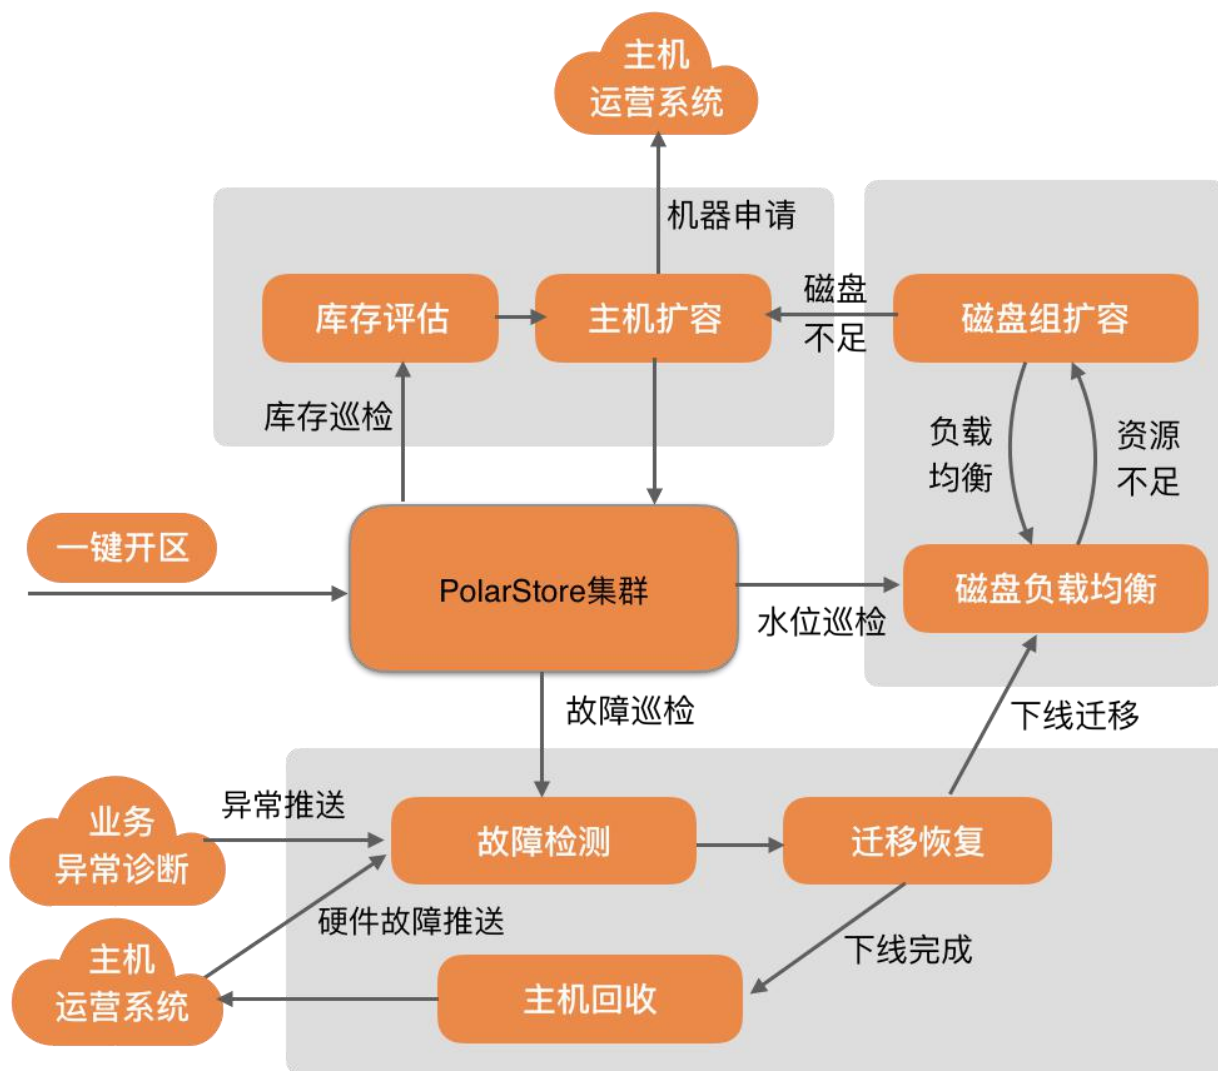 主机
运营系统
机器申请
库存评估
主机扩容
磁盘
不足
磁盘组扩容
库存巡检
负载
均衡
资源
不足
一键开区
PolarStore集群
水位巡检
磁盘负载均衡
故障巡检
下线迁移
业务
异常诊断
异常推送
故障检测
迁移恢复
硬件故障推送
下线完成
主机
运营系统
主机回收